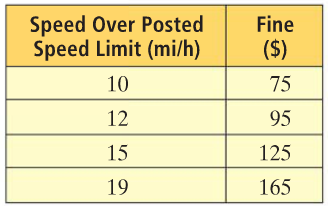 Speed Over Posted Fine
Speed Limit (mi/h) ($)
10 75
12 95
15 125
19 165